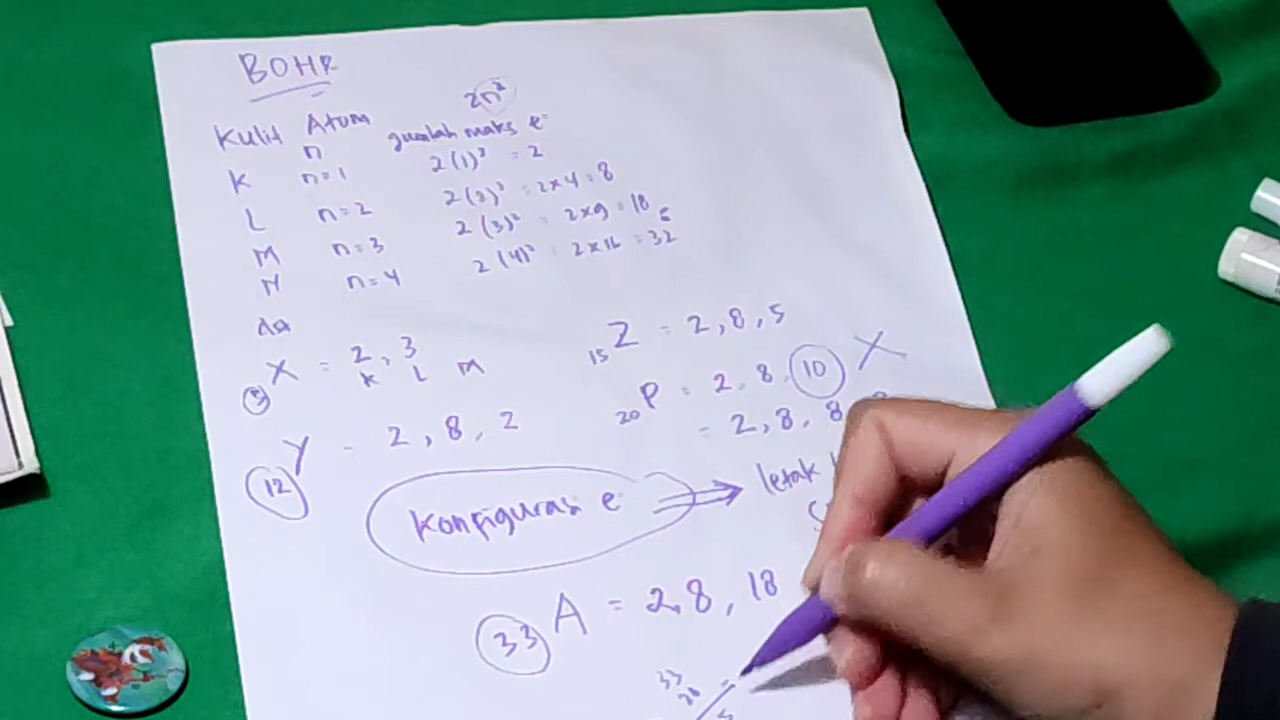 BOHR
2n²
Kulit Atom jumlah maks e⁻
n
K n=1 2(1)² = 2
L n=2 2(2)² = 2x4 = 8
M n=3 2(3)² = 2x9 = 18
N n=4 2(4)² = 2x16 = 32
X = 2, 3
K L M
15 Z = 2, 8, 5
20 P = 2, 8, 10 X
= 2, 8, 8
12 Y = 2, 8, 2
Konfigurasi e⁻ ⇒ letak
33 A = 2, 8, 18
33
28